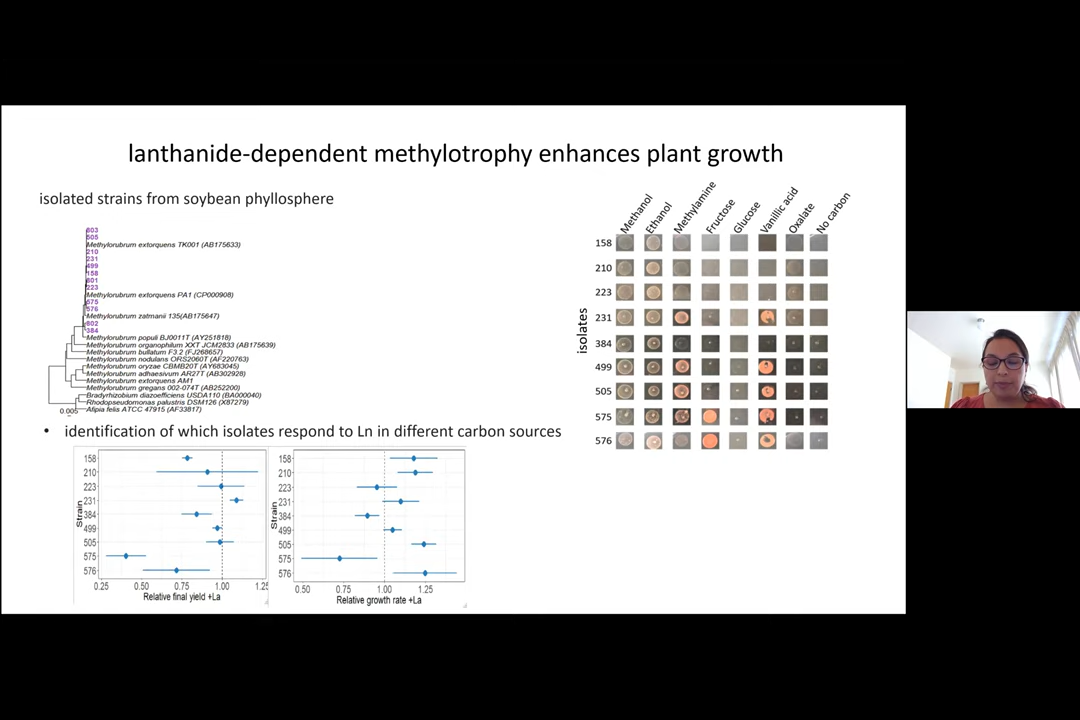 lanthanide-dependent methylotrophy enhances plant growth
isolated strains from soybean phyllosphere
803
505
Methylorubrum extorquens TK001 (AB175633)
210
231
499
158
801
223
Methylorubrum extorquens PA1 (CP000908)
575
576
Methylorubrum zatmanii 135(AB175647)
802
384
Methylorubrum populi BJ001T (AY251818)
Methylorubrum organophilum XXT JCM2833 (AB175639)
Methylorubrum bullatum F3.2 (FJ268657)
Methylorubrum nodulans ORS2060T (AF220763)
Methylorubrum oryzae CBMB20T (AY683045)
Methylorubrum adhaesivum AR27T (AB302928)
Methylorubrum extorquens AM1
Methylorubrum gregans 002-074T (AB252200)
Bradyrhizobium diazoefficiens USDA110 (BA000040)
Rhodopseudomonas palustris DSM126 (X87279)
Afipia felis ATCC 47915 (AF33817)
0.005
• identification of which isolates respond to Ln in different carbon sources
Strain
158
210
223
231
384
499
505
575
576
0.25 0.50 0.75 1.00 1.25
Relative final yield +La
Strain
158
210
223
231
384
499
505
575
576
0.50 0.75 1.00 1.25
Relative growth rate +La
Methanol Ethanol Methylamine Fructose Glucose Vanillic acid Oxalate No carbon
isolates
158
210
223
231
384
499
505
575
576